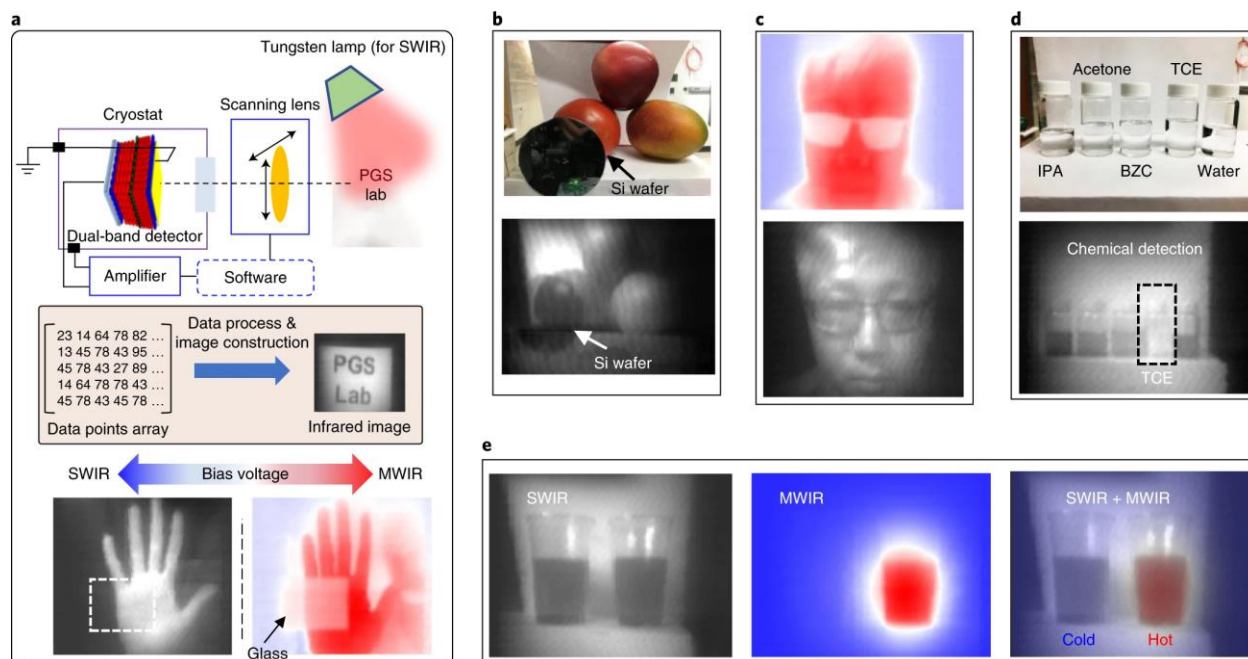 a
Tungsten lamp (for SWIR)
Scanning lens
Cryostat
PGS
lab
Dual-band detector
Amplifier
Software
23 14 64 78 82 ...
13 45 78 43 95 ...
45 78 43 27 89 ...
14 64 78 78 43 ...
45 78 43 45 78 ...
Data process &
image construction
PGS
Lab
Data points array
Infrared image
SWIR
Bias voltage
MWIR
Glass
b
Si wafer
Si wafer
c
d
Acetone
TCE
IPA
BZC
Water
Chemical detection
TCE
e
SWIR
MWIR
SWIR + MWIR
Cold
Hot